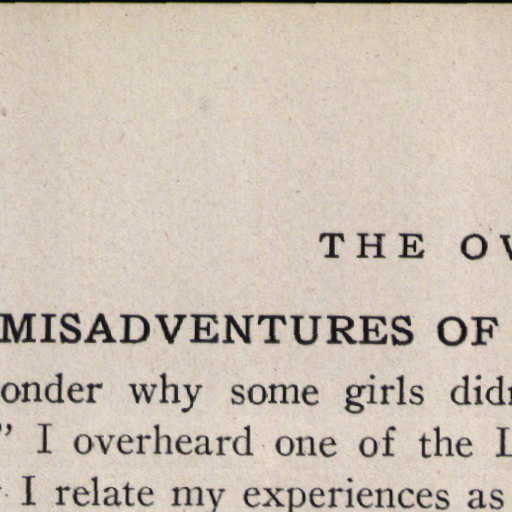 THE OV
MISADVENTURES OF
onder why some girls didn
” I overheard one of the L
I relate my experiences as